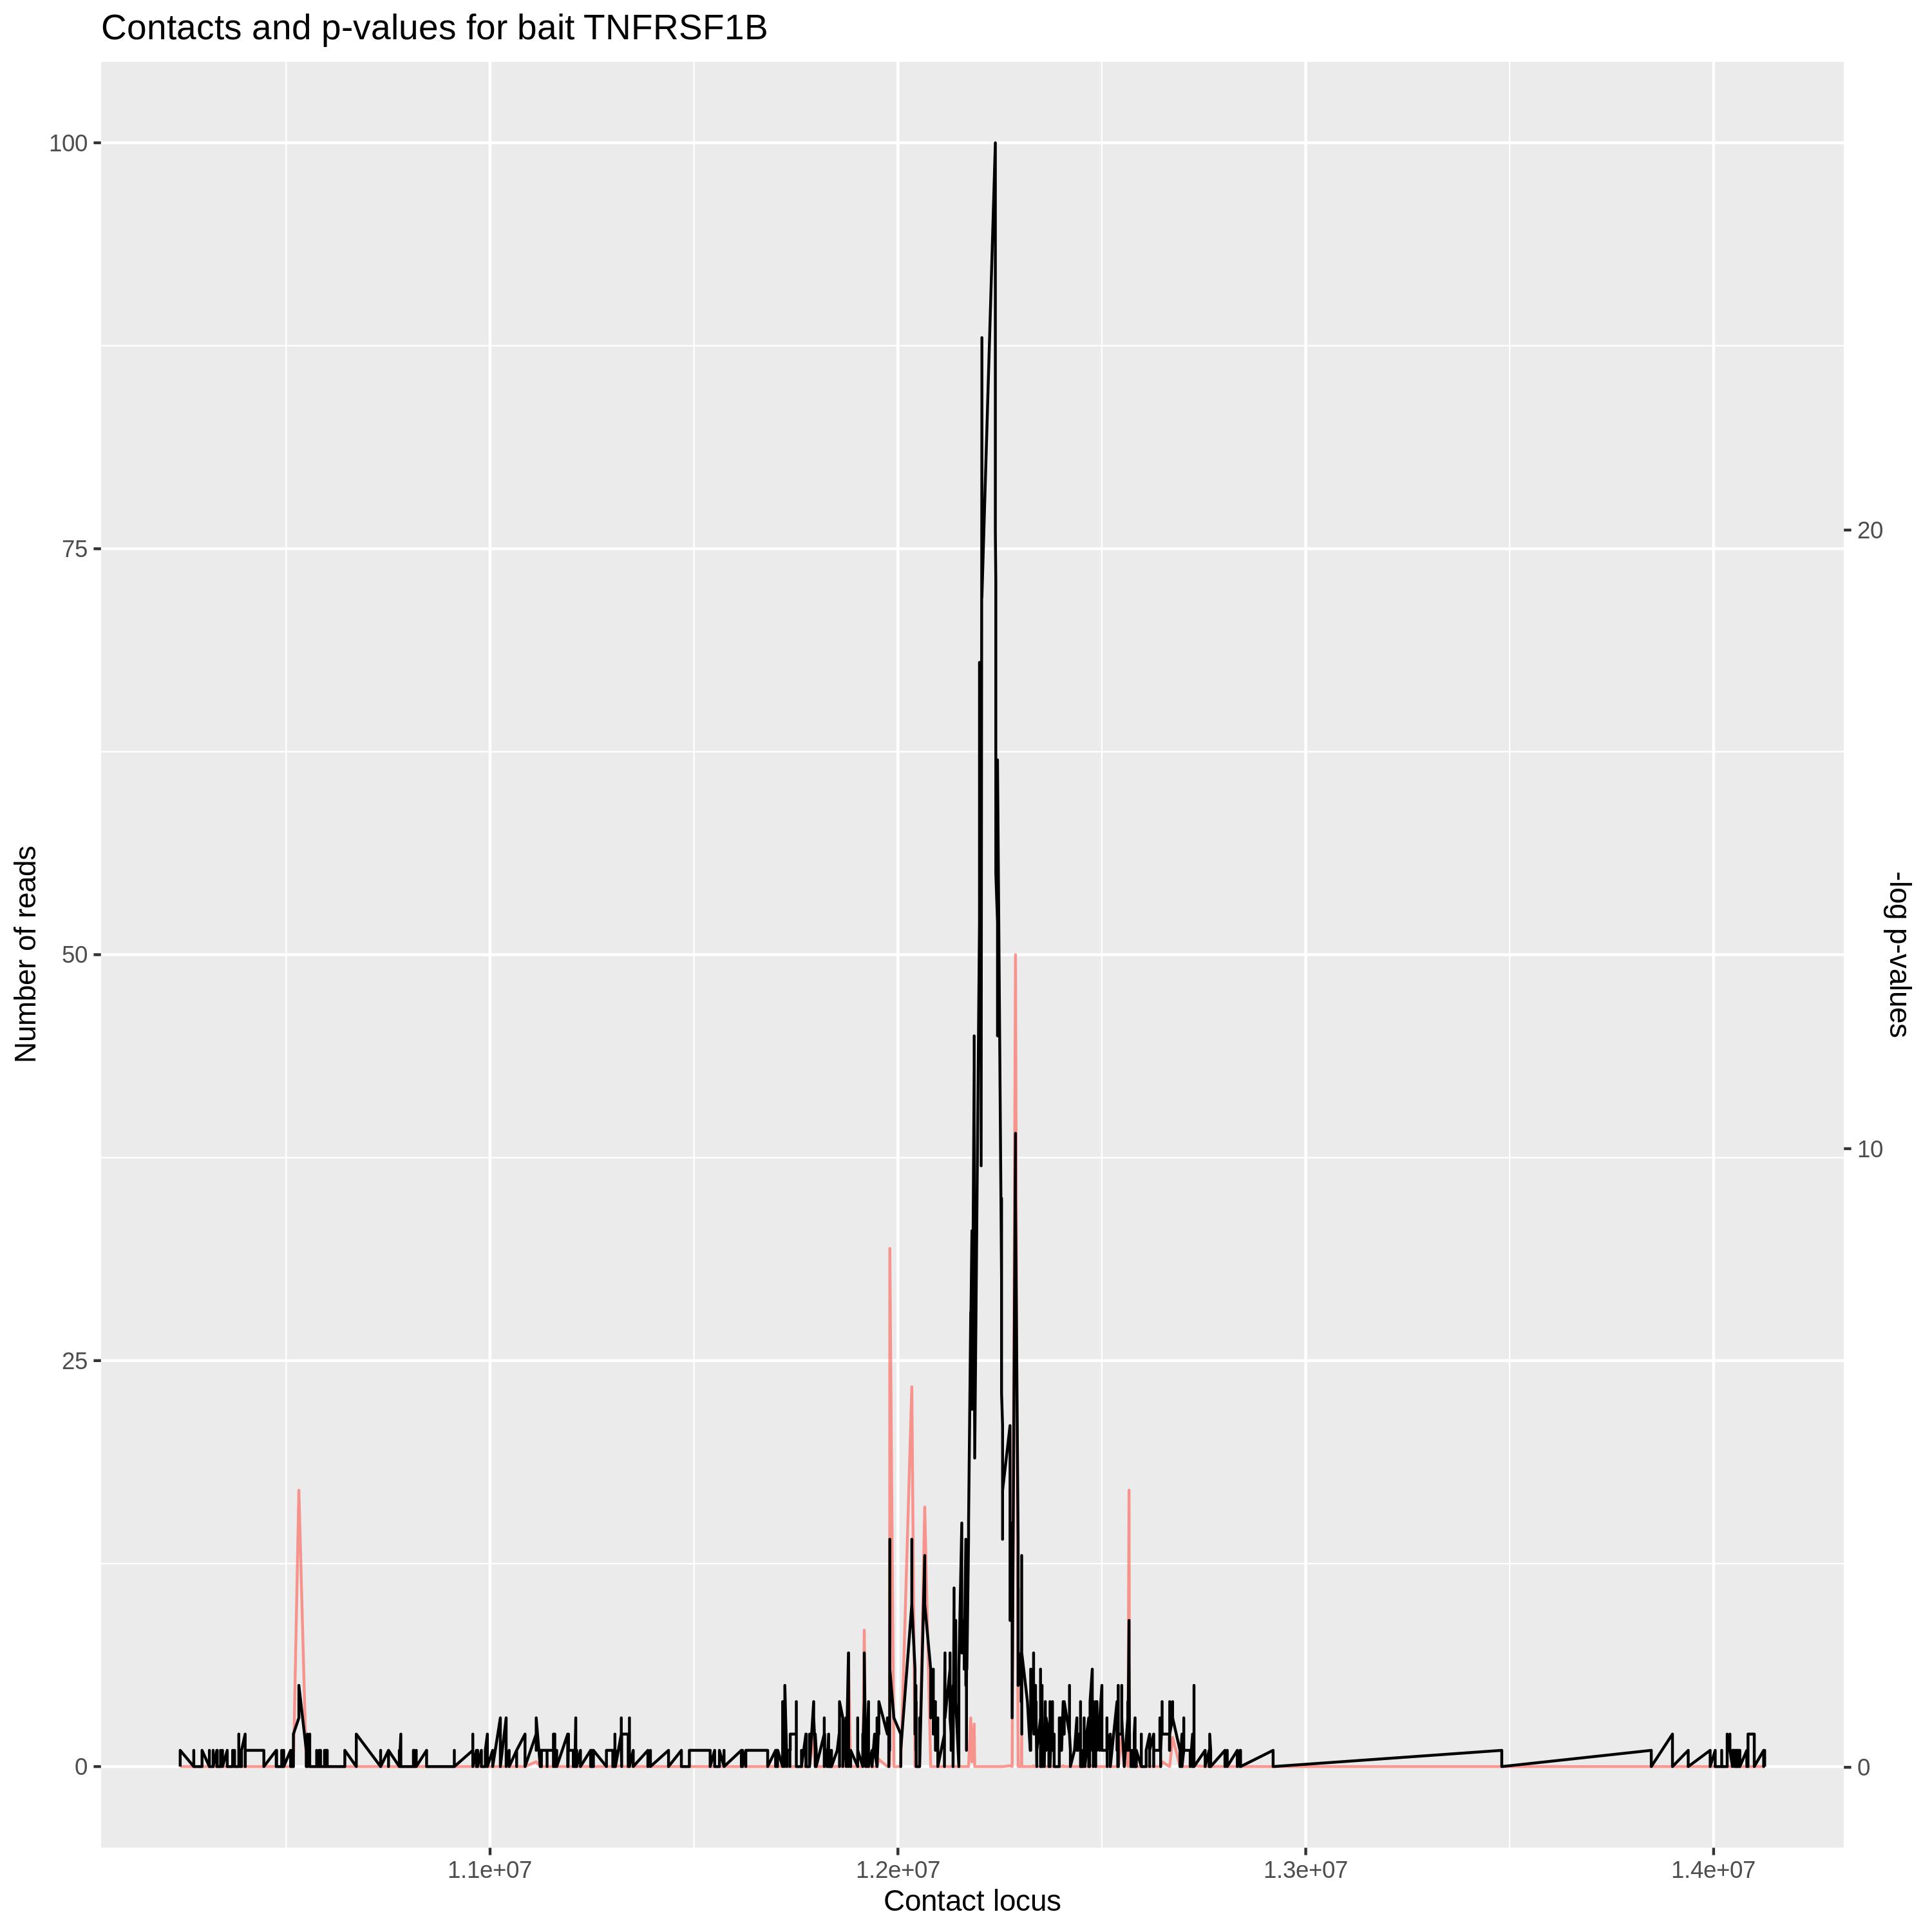 Contacts and p-values for bait TNFRSF1B
100
75
50
25
0
Number of reads
20
10
0
-log p-values
1.1e+07
1.2e+07
1.3e+07
1.4e+07
Contact locus